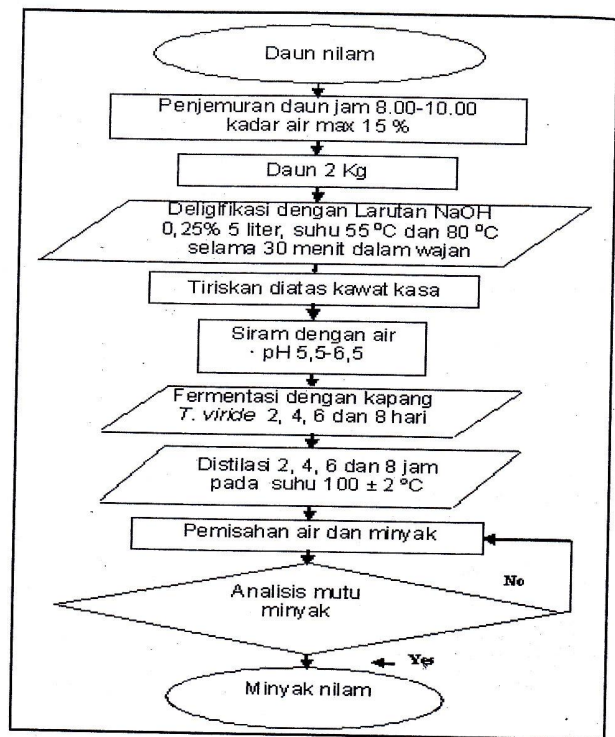 Daun nilam
Penjemuran daun jam 8.00-10.00
kadar air max 15 %
Daun 2 Kg
Deligifikasi dengan Larutan NaOH
0,25% 5 liter, suhu 55 ºC dan 80 ºC
selama 30 menit dalam wajan
Tiriskan diatas kawat kasa
Siram dengan air
pH 5,5-6,5
Fermentasi dengan kapang
T. viride 2, 4, 6 dan 8 hari
Distilasi 2, 4, 6 dan 8 jam
pada suhu 100 ± 2 ºC
Pemisahan air dan minyak
No
Analisis mutu
minyak
Yes
Minyak nilam